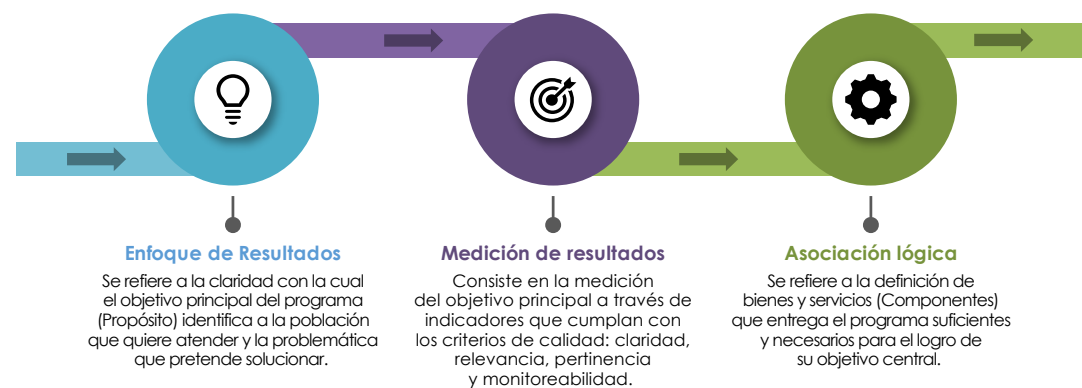 Enfoque de Resultados
Se refiere a la claridad con la cual
el objetivo principal del programa
(Propósito) identifica a la población
que quiere atender y la problemática
que pretende solucionar.
Medición de resultados
Consiste en la medición
del objetivo principal a través de
indicadores que cumplan con
los criterios de calidad: claridad,
relevancia, pertinencia
y monitoreabilidad.
Asociación lógica
Se refiere a la definición de
bienes y servicios (Componentes)
que entrega el programa suficientes
y necesarios para el logro de
su objetivo central.